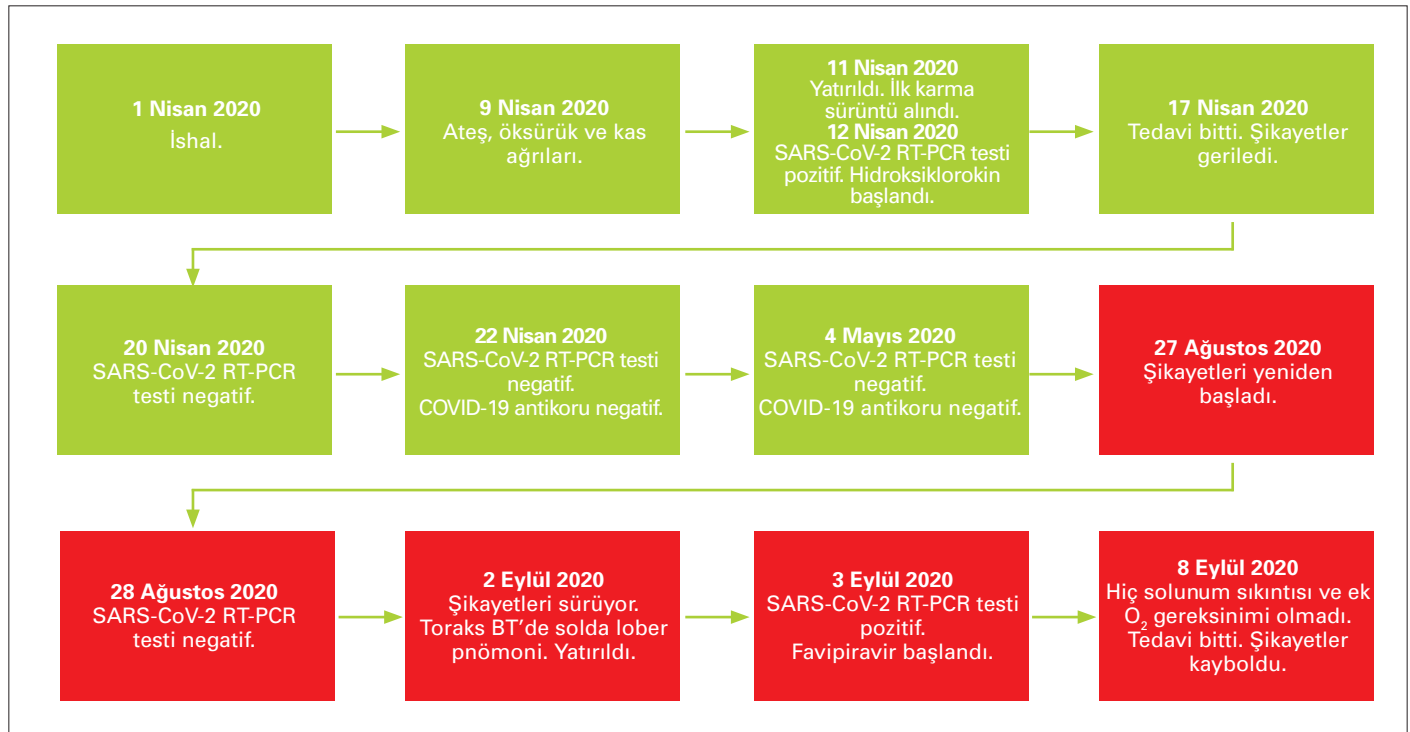 1 Nisan 2020
İshal.
9 Nisan 2020
Ateş, öksürük ve kas
ağrıları.
11 Nisan 2020
Yatırıldı. İlk karma
sürüntü alındı.
12 Nisan 2020
SARS-CoV-2 RT-PCR testi
pozitif. Hidroksiklorokin
başlandı.
17 Nisan 2020
Tedavi bitti. Şikayetler
geriledi.
20 Nisan 2020
SARS-CoV-2 RT-PCR
testi negatif.
22 Nisan 2020
SARS-CoV-2 RT-PCR testi
negatif.
COVID-19 antikoru negatif.
4 Mayıs 2020
SARS-CoV-2 RT-PCR testi
negatif.
COVID-19 antikoru negatif.
27 Ağustos 2020
Şikayetleri yeniden
başladı.
28 Ağustos 2020
SARS-CoV-2 RT-PCR
testi negatif.
2 Eylül 2020
Şikayetleri sürüyor.
Toraks BT’de solda lober
pnömoni. Yatırıldı.
3 Eylül 2020
SARS-CoV-2 RT-PCR testi
pozitif.
Favipiravir başlandı.
8 Eylül 2020
Hiç solunum sıkıntısı ve ek
O₂ gereksinimi olmadı.
Tedavi bitti. Şikayetler
kayboldu.